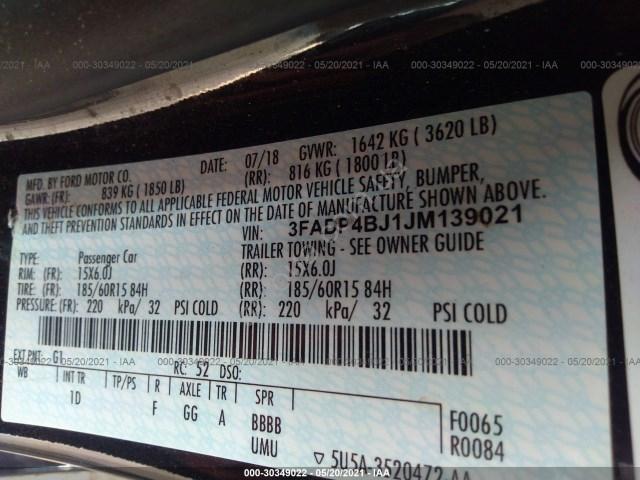 000-30349022 - 05/20/2021 - IAA
MFD. BY FORD MOTOR CO. DATE: 07/18 GVWR: 1642 KG ( 3620 LB)
GAWR: (FR): 839 KG (1850 LB) (RR): 816 KG (1800 LB)
THIS VEHICLE CONFORMS TO ALL APPLICABLE FEDERAL MOTOR VEHICLE SAFETY, BUMPER,
AND THEFT PREVENTION STANDARDS IN EFFECT ON THE DATE OF MANUFACTURE SHOWN ABOVE.
VIN: 3FADP4BJ1JM139021
TYPE: Passenger Car TRAILER TOWING - SEE OWNER GUIDE
RIM: (FR): 15X6.0J (RR): 15X6.0J
TIRE: (FR): 185/60R15 84H (RR): 185/60R15 84H
PRESSURE: (FR): 220 kPa/ 32 PSI COLD (RR): 220 kPa/ 32 PSI COLD
000-30349022 - 05/20/2021 - IAA
EXT PNT: G1 RC: 52 DSO:
WB INT TR TP/PS R AXLE TR SPR
1D F GG A BBBB F0065
UMU R0084
▽ 5U5A-3520472-AA
000-30349022 - 05/20/2021 - IAA